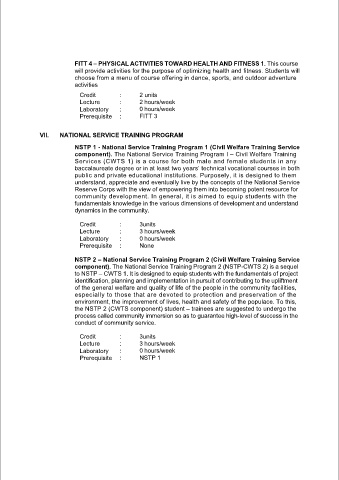 FITT 4 – PHYSICAL ACTIVITIES TOWARD HEALTH AND FITNESS 1. This course
will provide activities for the purpose of optimizing health and fitness. Students will
choose from a menu of course offering in dance, sports, and outdoor adventure
activities
Credit : 2 units
Lecture : 2 hours/week
Laboratory : 0 hours/week
Prerequisite : FITT 3
VII. NATIONAL SERVICE TRAINING PROGRAM
NSTP 1 - National Service Training Program 1 (Civil Welfare Training Service
component). The National Service Training Program I – Civil Welfare Training
Services (CWTS 1) is a course for both male and female students in any
baccalaureate degree or in at least two years' technical vocational courses in both
public and private educational institutions. Purposely, it is designed to them
understand, appreciate and eventually live by the concepts of the National Service
Reserve Corps with the view of empowering them into becoming potent resource for
community development. In general, it is aimed to equip students with the
fundamentals knowledge in the various dimensions of development and understand
dynamics in the community.
Credit : 3units
Lecture : 3 hours/week
Laboratory : 0 hours/week
Prerequisite : None
NSTP 2 – National Service Training Program 2 (Civil Welfare Training Service
component). The National Service Training Program 2 (NSTP-CWTS 2) is a sequel
to NSTP – CWTS 1. It is designed to equip students with the fundamentals of project
identification, planning and implementation in pursuit of contributing to the upliftment
of the general welfare and quality of life of the people in the community facilities,
especially to those that are devoted to protection and preservation of the
environment, the improvement of lives, health and safety of the populace. To this,
the NSTP 2 (CWTS component) student – trainees are suggested to undergo the
process called community immersion so as to guarantee high-level of success in the
conduct of community service.
Credit : 3units
Lecture : 3 hours/week
Laboratory : 0 hours/week
Prerequisite : NSTP 1